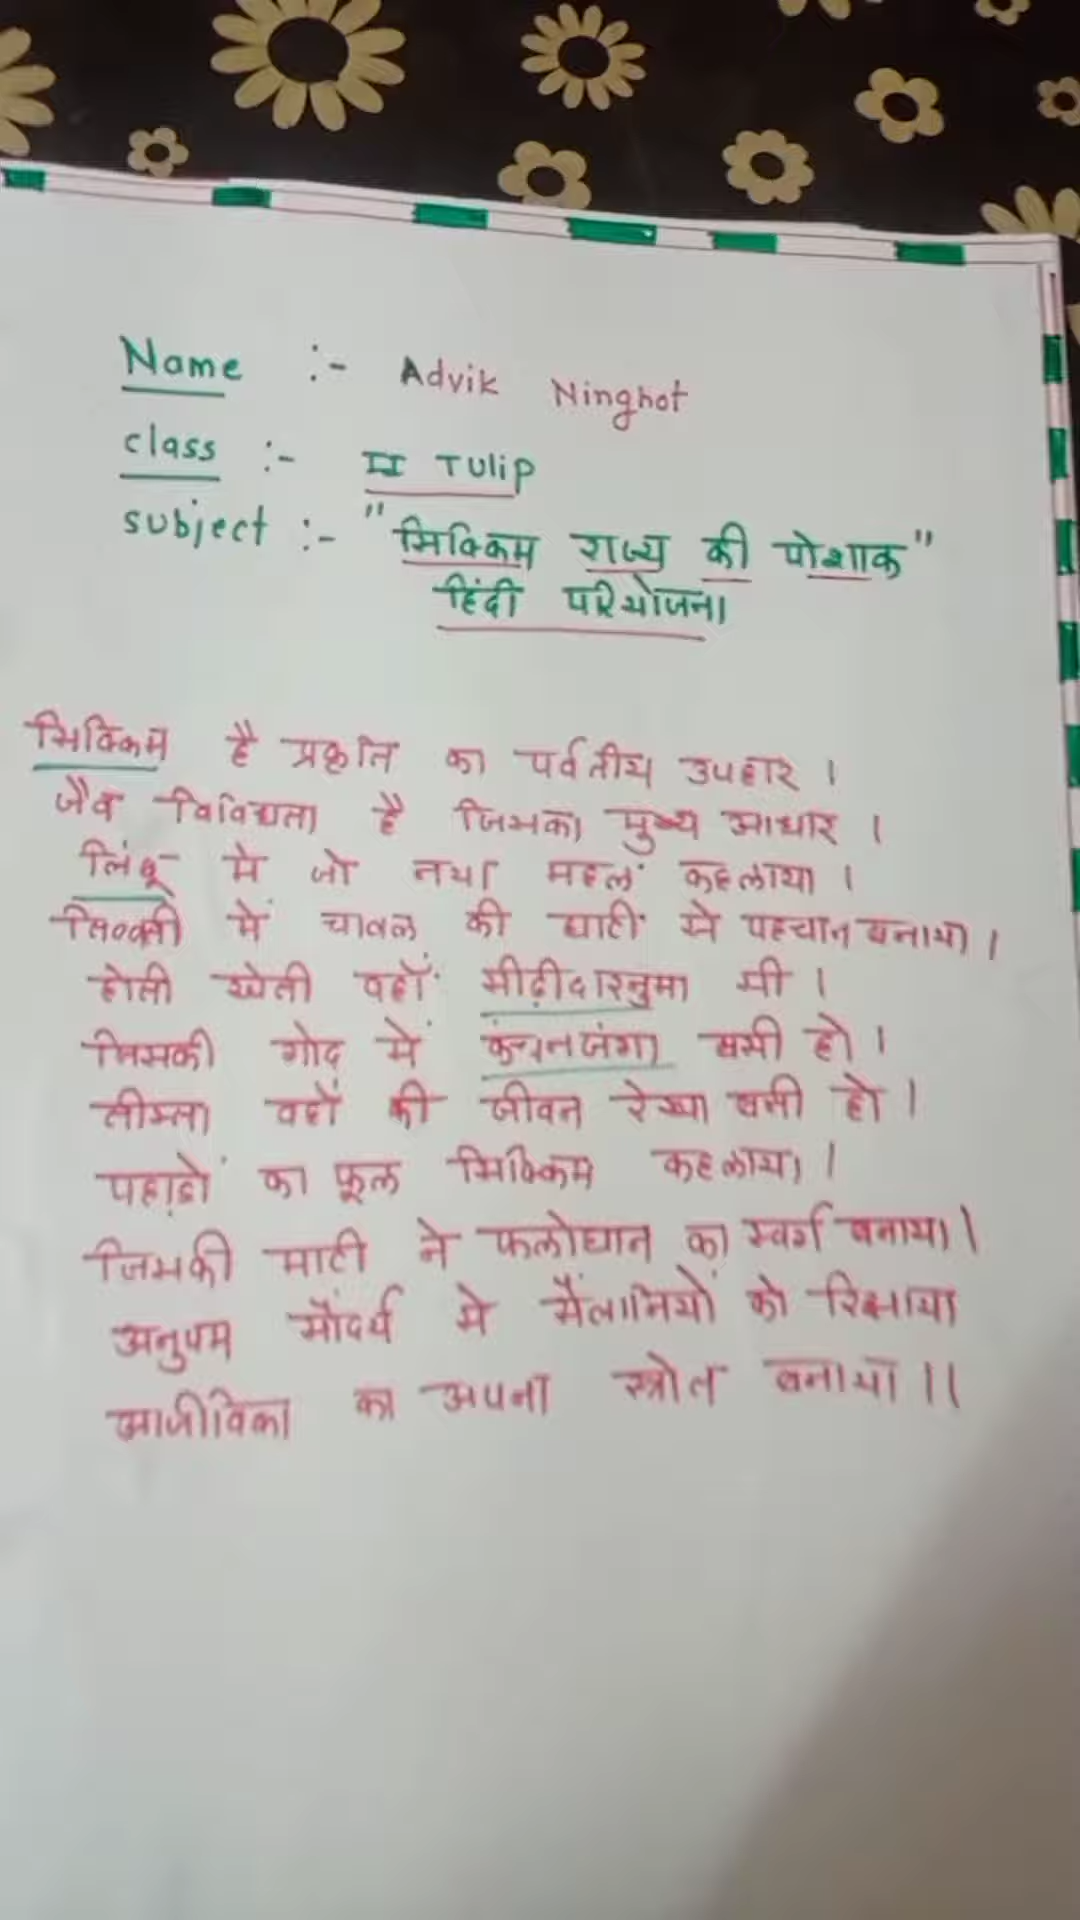 Name :- Advik Ninghot
class :- II Tulip
subject :- "सिक्किम राज्य की पोशाक"
हिंदी परियोजना
सिक्किम है प्रकृति का पर्वतीय उपहार ।
जैव विविधता है जिसका मुख्य आधार ।
लिंबू में जो नया महल कहलाया ।
में चावल की घाटी से पहचान बनाया ।
होती खेती वहाँ सीढ़ीदारनुमा सी ।
जिसकी गोद में कंचनजंगा बसी हो ।
तीस्ता वहाँ की जीवन रेखा बनी हो ।
पहाड़ों का फूल सिक्किम कहलाया ।
जिसकी माटी ने फलोद्यान का स्वर्ग बनाया ।
अनुपम सौंदर्य से सैंलानियों को रिझाया
आजीविका का अपना स्त्रोत बनाया ।।